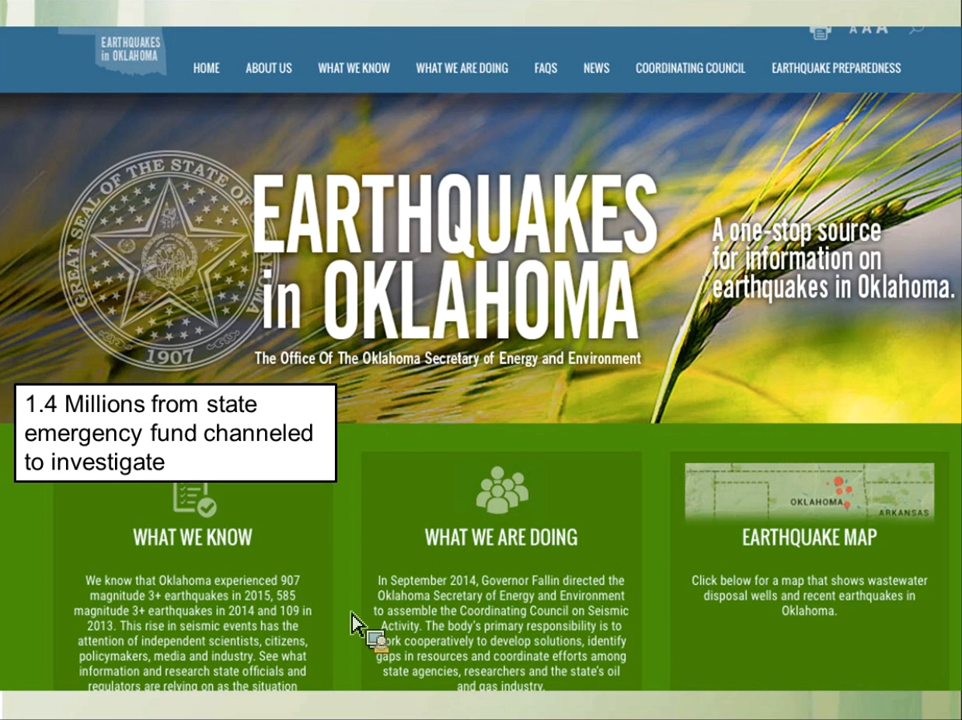 EARTHQUAKES
in OKLAHOMA
A A A
HOME ABOUT US WHAT WE KNOW WHAT WE ARE DOING FAQS NEWS COORDINATING COUNCIL EARTHQUAKE PREPAREDNESS
GREAT SEAL OF THE STATE OF OKLAHOMA
1907
EARTHQUAKES
in OKLAHOMA
The Office Of The Oklahoma Secretary of Energy and Environment
A one-stop source
for information on
earthquakes in Oklahoma.
1.4 Millions from state
emergency fund channeled
to investigate
WHAT WE KNOW
We know that Oklahoma experienced 907
magnitude 3+ earthquakes in 2015, 585
magnitude 3+ earthquakes in 2014 and 109 in
2013. This rise in seismic events has the
attention of independent scientists, citizens,
policymakers, media and industry. See what
information and research state officials and
regulators are relying on as the situation
WHAT WE ARE DOING
In September 2014, Governor Fallin directed the
Oklahoma Secretary of Energy and Environment
to assemble the Coordinating Council on Seismic
Activity. The body's primary responsibility is to
work cooperatively to develop solutions, identify
gaps in resources and coordinate efforts among
state agencies, researchers and the state's oil
and gas industry.
OKLAHOMA
ARKANSAS
EARTHQUAKE MAP
Click below for a map that shows wastewater
disposal wells and recent earthquakes in
Oklahoma.